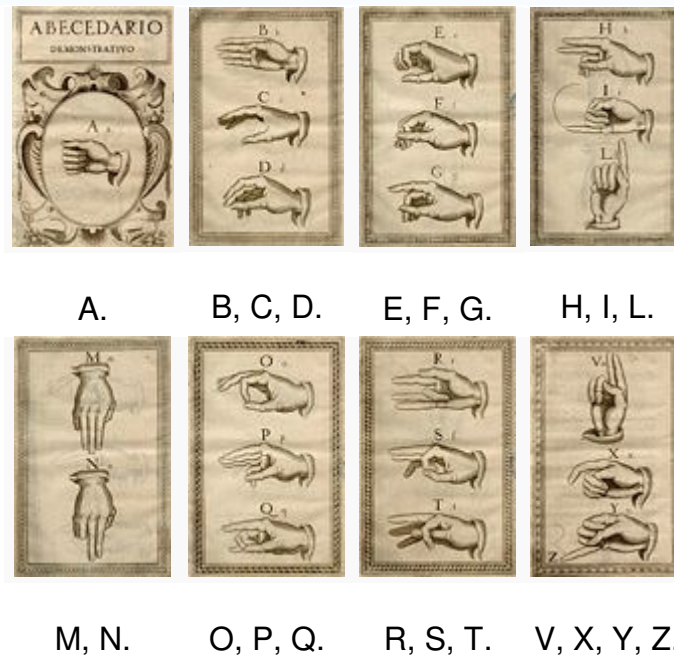 ABECEDARIO
DEMONSTRATIVO
A a
B b
C c
D d
E e
F f
G g
H h
I i
L l
A.
B, C, D.
E, F, G.
H, I, L.
M m
N n
O o
P p
Q q
R r
S ſ
T t
V u
X x
Y
Z
M, N.
O, P, Q.
R, S, T.
V, X, Y, Z.